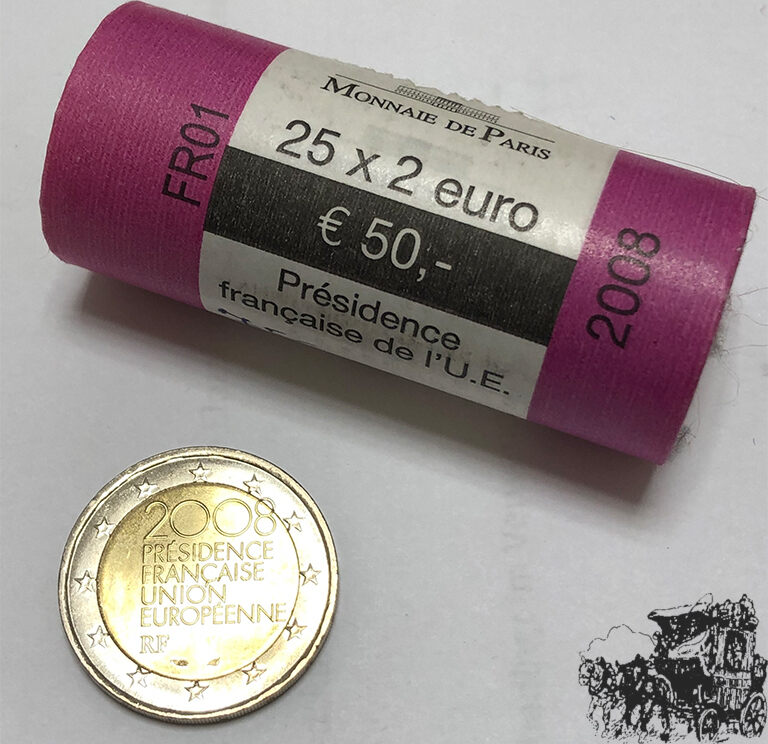 FR01
MONNAIE DE PARIS
25 x 2 euro
€ 50,-
Présidence
française de l'U.E.
2008
2008
PRÉSIDENCE
FRANÇAISE
UNION
EUROPÉENNE
RF